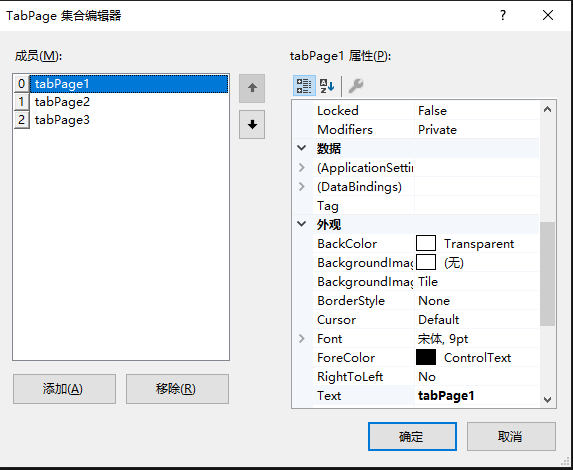 TabPage 集合编辑器
?
成员(M):
0 tabPage1
1 tabPage2
2 tabPage3
添加(A)
移除(R)
tabPage1 属性(P):
Locked False
Modifiers Private
数据
(ApplicationSettin
(DataBindings)
Tag
外观
BackColor Transparent
BackgroundImag (无)
BackgroundImag Tile
BorderStyle None
Cursor Default
Font 宋体, 9pt
ForeColor ControlText
RightToLeft No
Text tabPage1
确定
取消